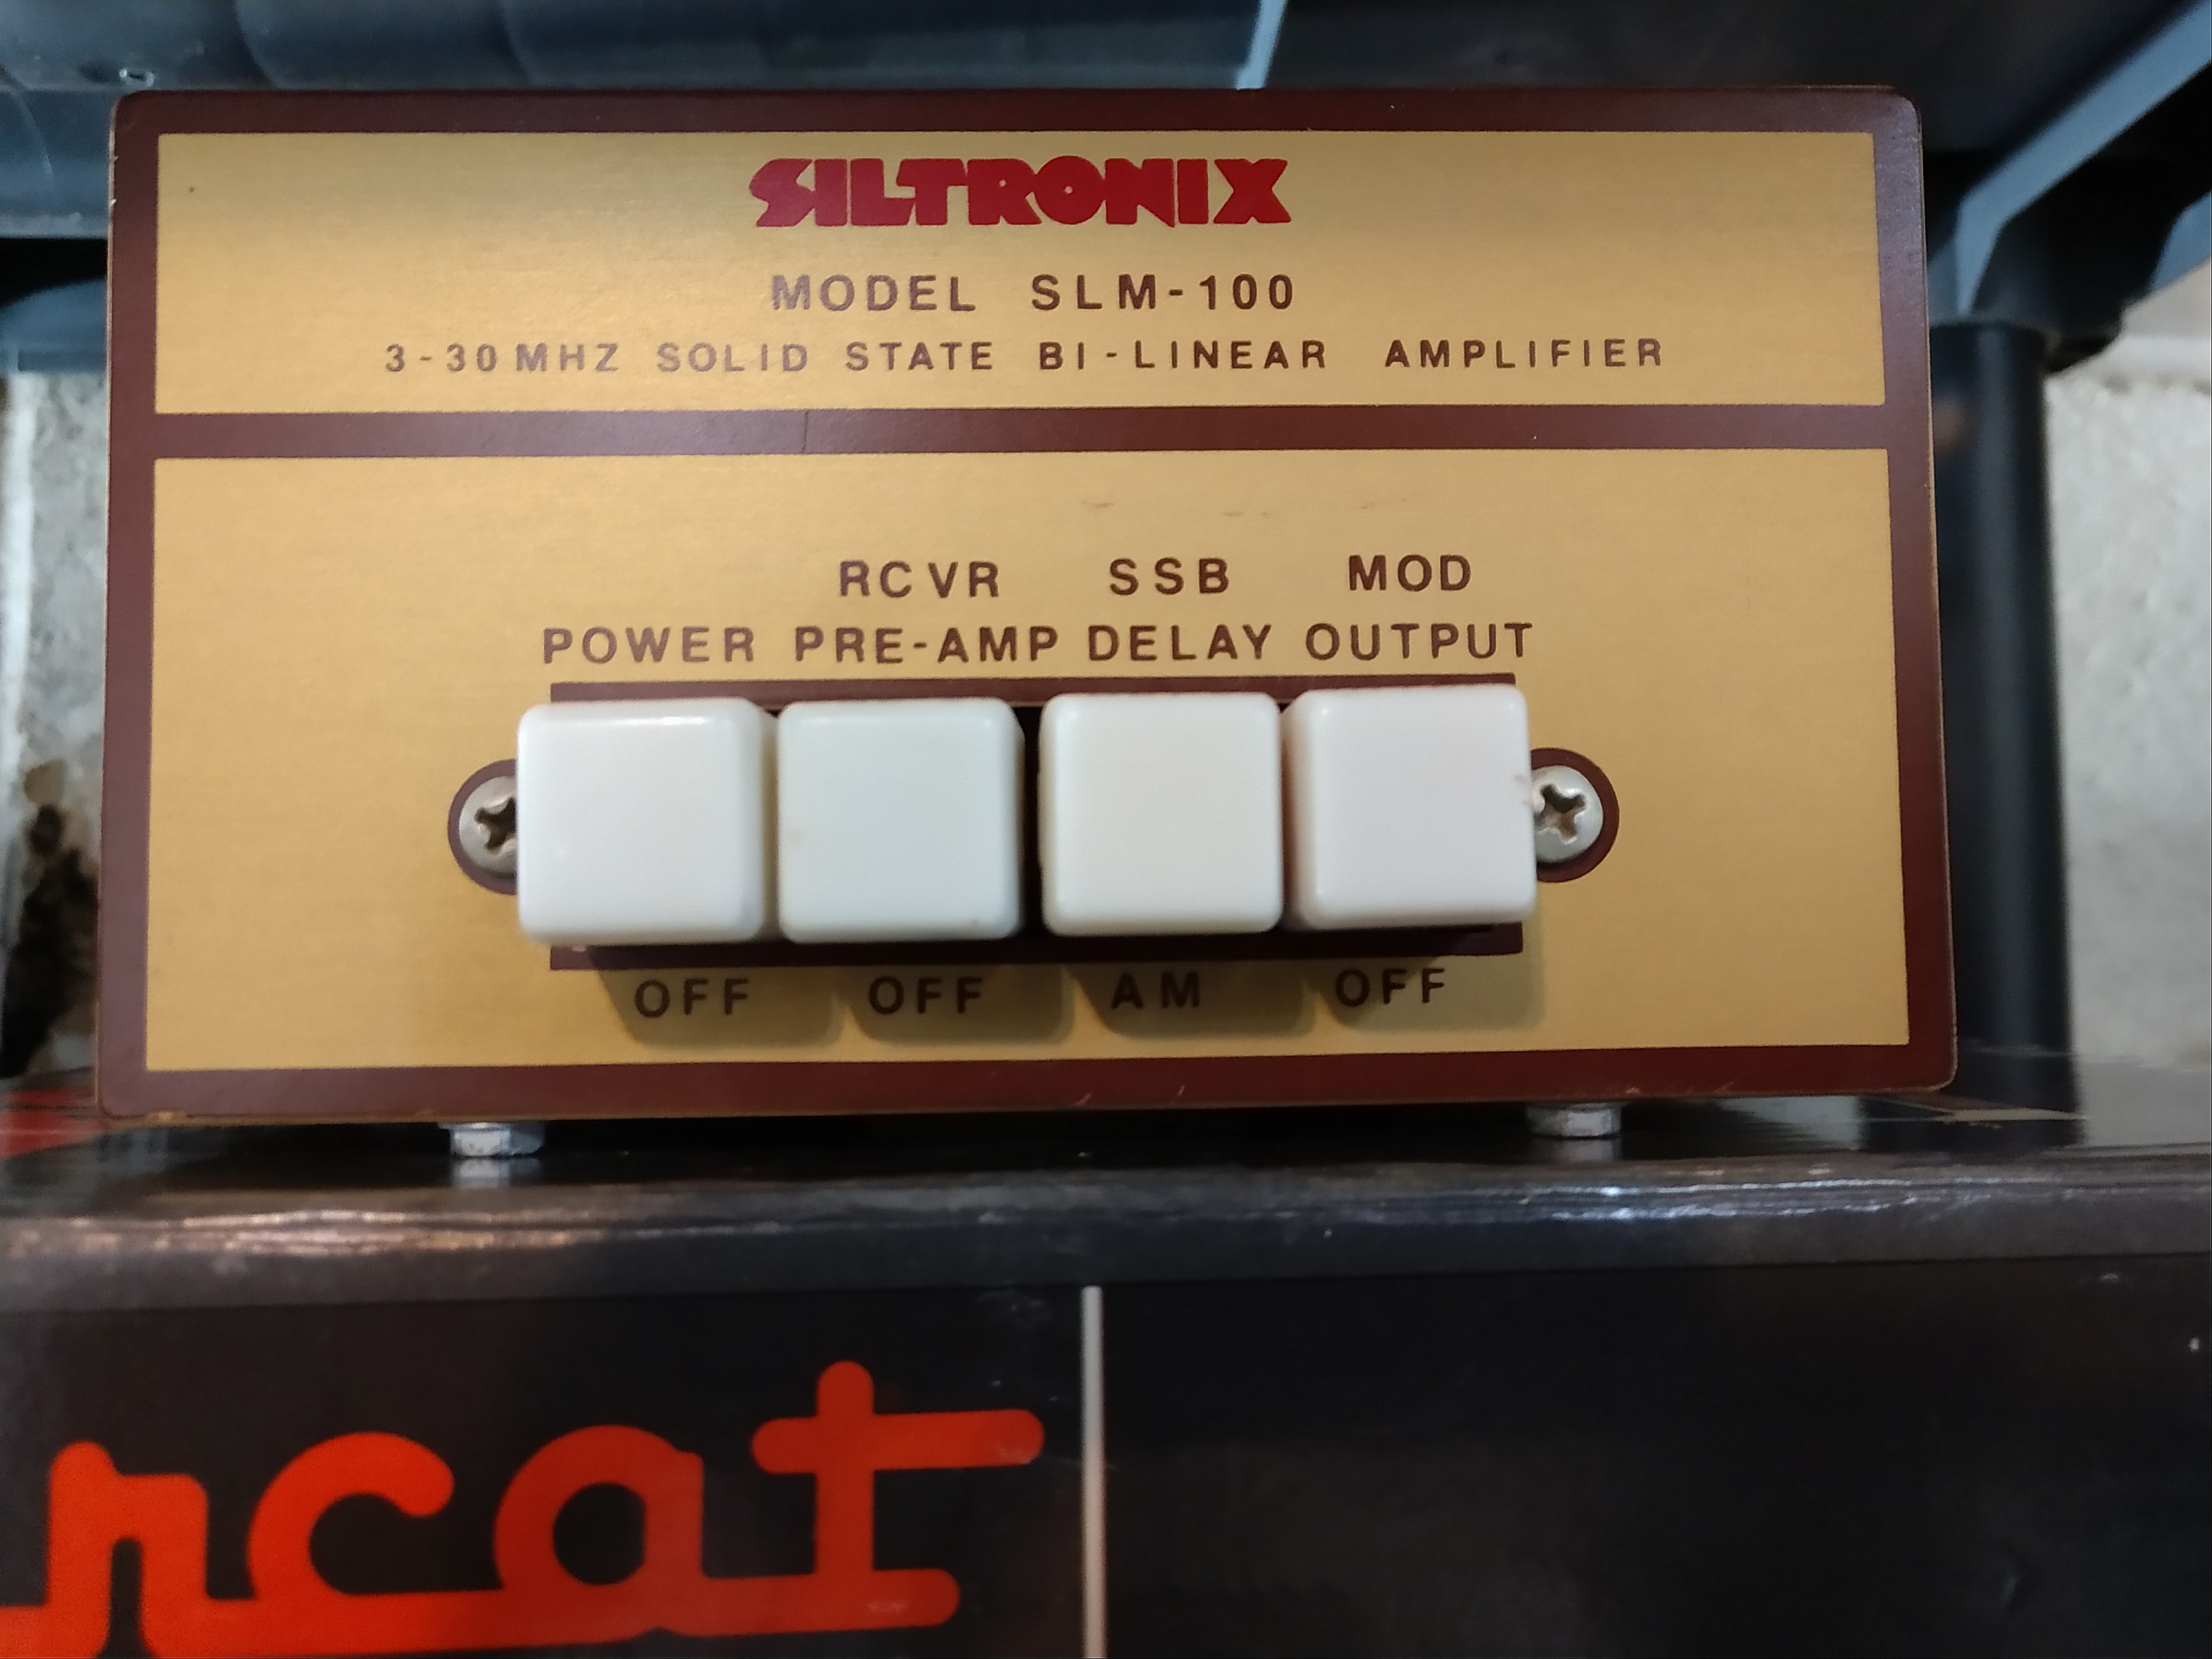 SILTRONIX
MODEL SLM-100
3-30 MHZ SOLID STATE BI-LINEAR AMPLIFIER
RCVR SSB MOD
POWER PRE-AMP DELAY OUTPUT
OFF OFF AM OFF
rcat